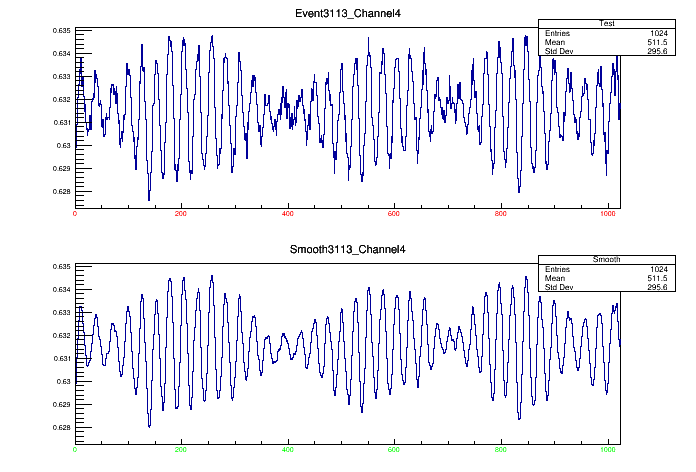 Event3113_Channel4
Test
Entries 1024
Mean 511.5
Std Dev 295.6
0.635
0.634
0.633
0.632
0.631
0.63
0.629
0.628
0 200 400 600 800 1000
Smooth3113_Channel4
Smooth
Entries 1024
Mean 511.5
Std Dev 295.6
0.635
0.634
0.633
0.632
0.631
0.63
0.629
0.628
0 200 400 600 800 1000